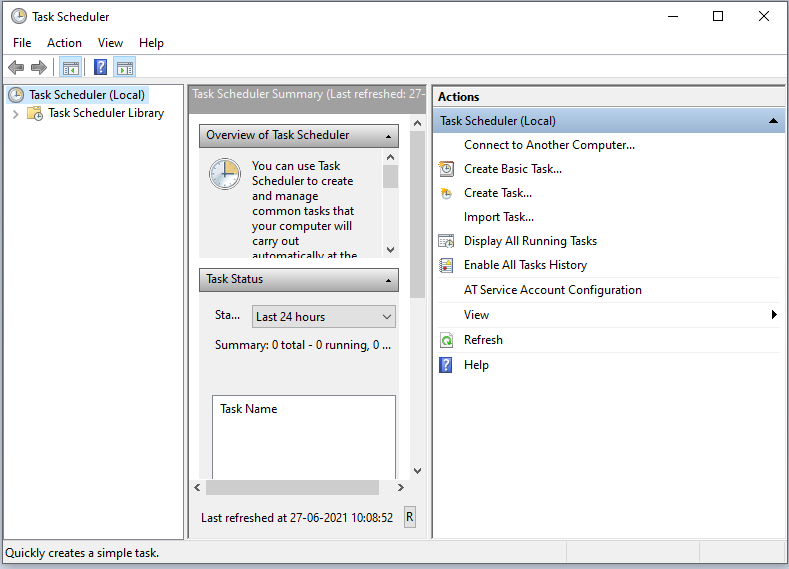 Task Scheduler
File Action View Help
Task Scheduler (Local)
Task Scheduler Library
Task Scheduler Summary (Last refreshed: 27-
Overview of Task Scheduler
You can use Task
Scheduler to create
and manage
common tasks that
your computer will
carry out
automatically at the
Task Status
Sta...
Last 24 hours
Summary: 0 total - 0 running, 0 ...
Task Name
Last refreshed at 27-06-2021 10:08:52
R
Actions
Task Scheduler (Local)
Connect to Another Computer...
Create Basic Task...
Create Task...
Import Task...
Display All Running Tasks
Enable All Tasks History
AT Service Account Configuration
View
Refresh
Help
Quickly creates a simple task.